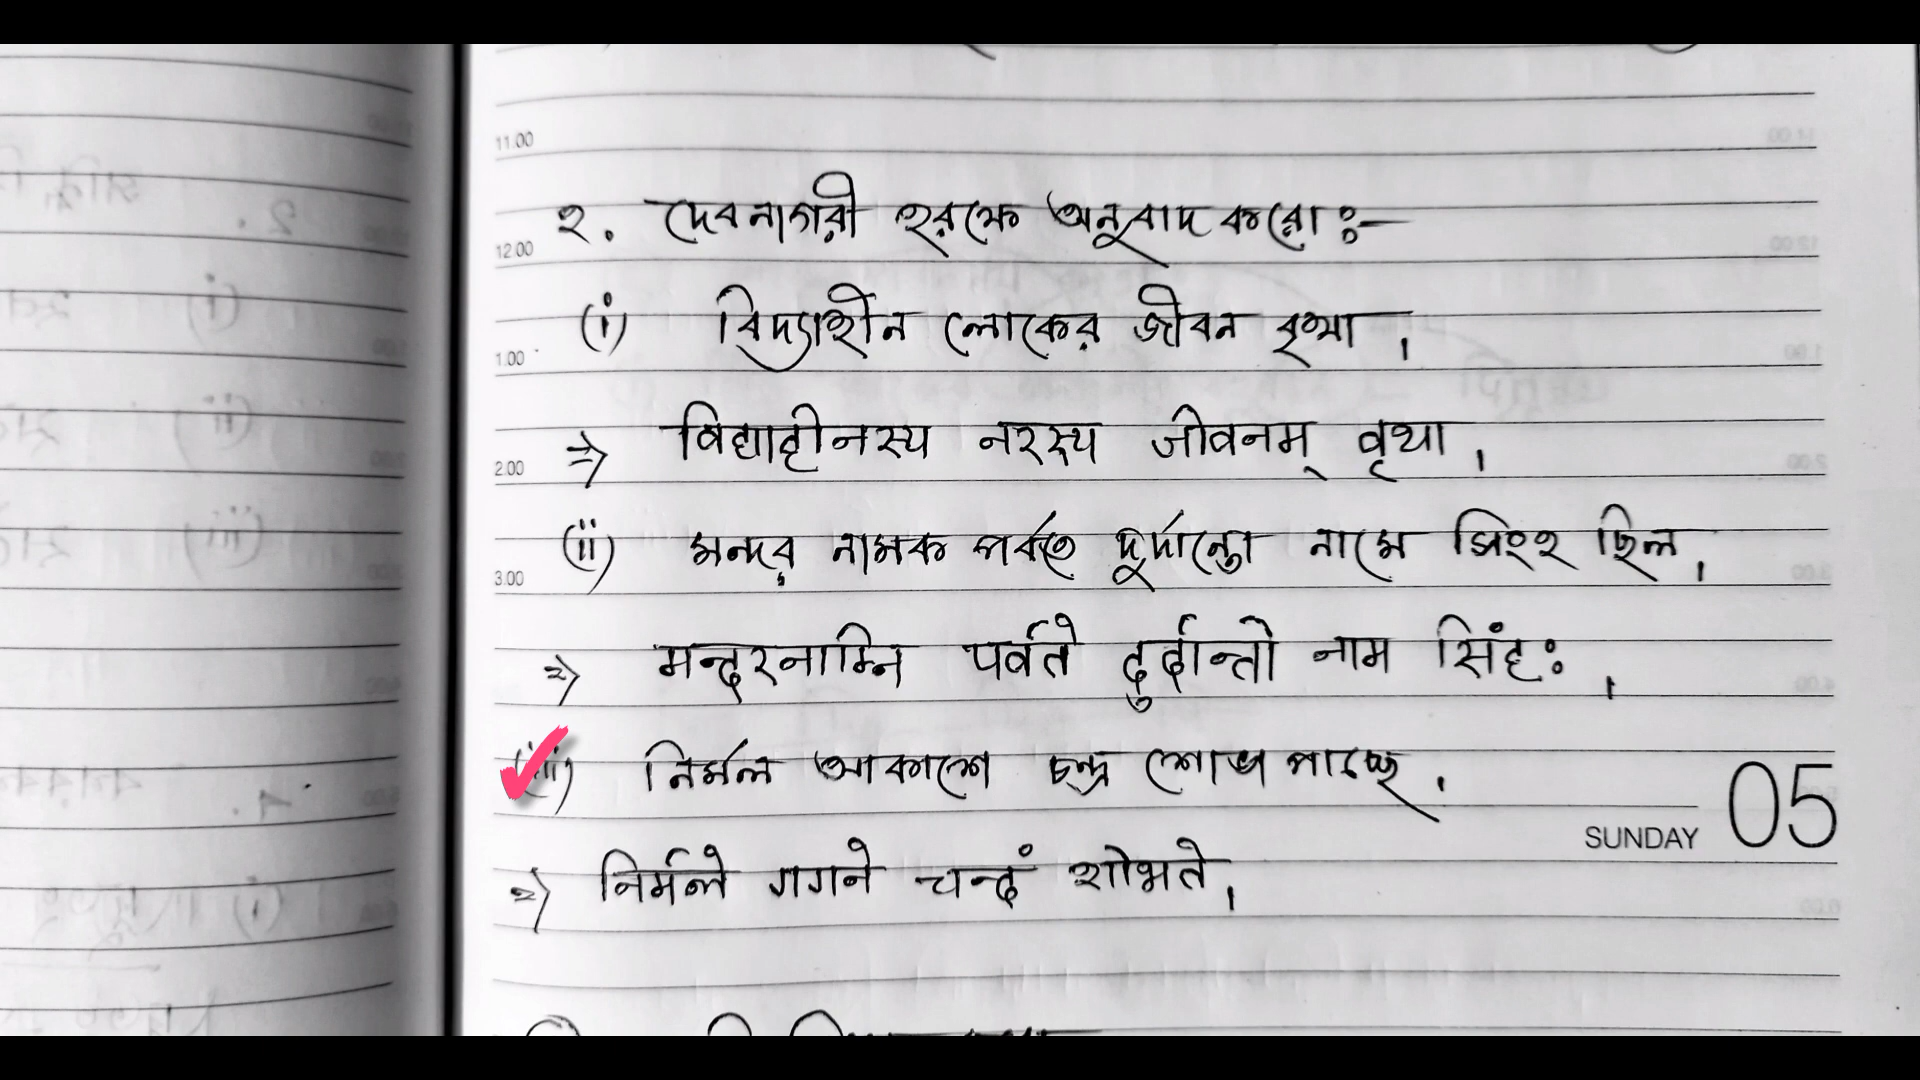 11.00
২. দেবনাগরী হরফে অনুবাদ করো :—
12.00
(i) বিদ্যাহীন লোকের জীবন বৃথা।
1.00
⇒ विद्याहीनस्य नरस्य जीवनम् वृथा।
2.00
(ii) মন্দর নামক পর্বতে দুর্দান্তো নামে সিংহ ছিল।
3.00
⇒ मन्दरनाम्नि पर्वते दुर्दान्तो नाम सिंहः।
(iii) নির্মল আকাশে চন্দ্র শোভা পাচ্ছে।
SUNDAY 05
⇒ निर्मले गगने चन्द्रं शोभते।